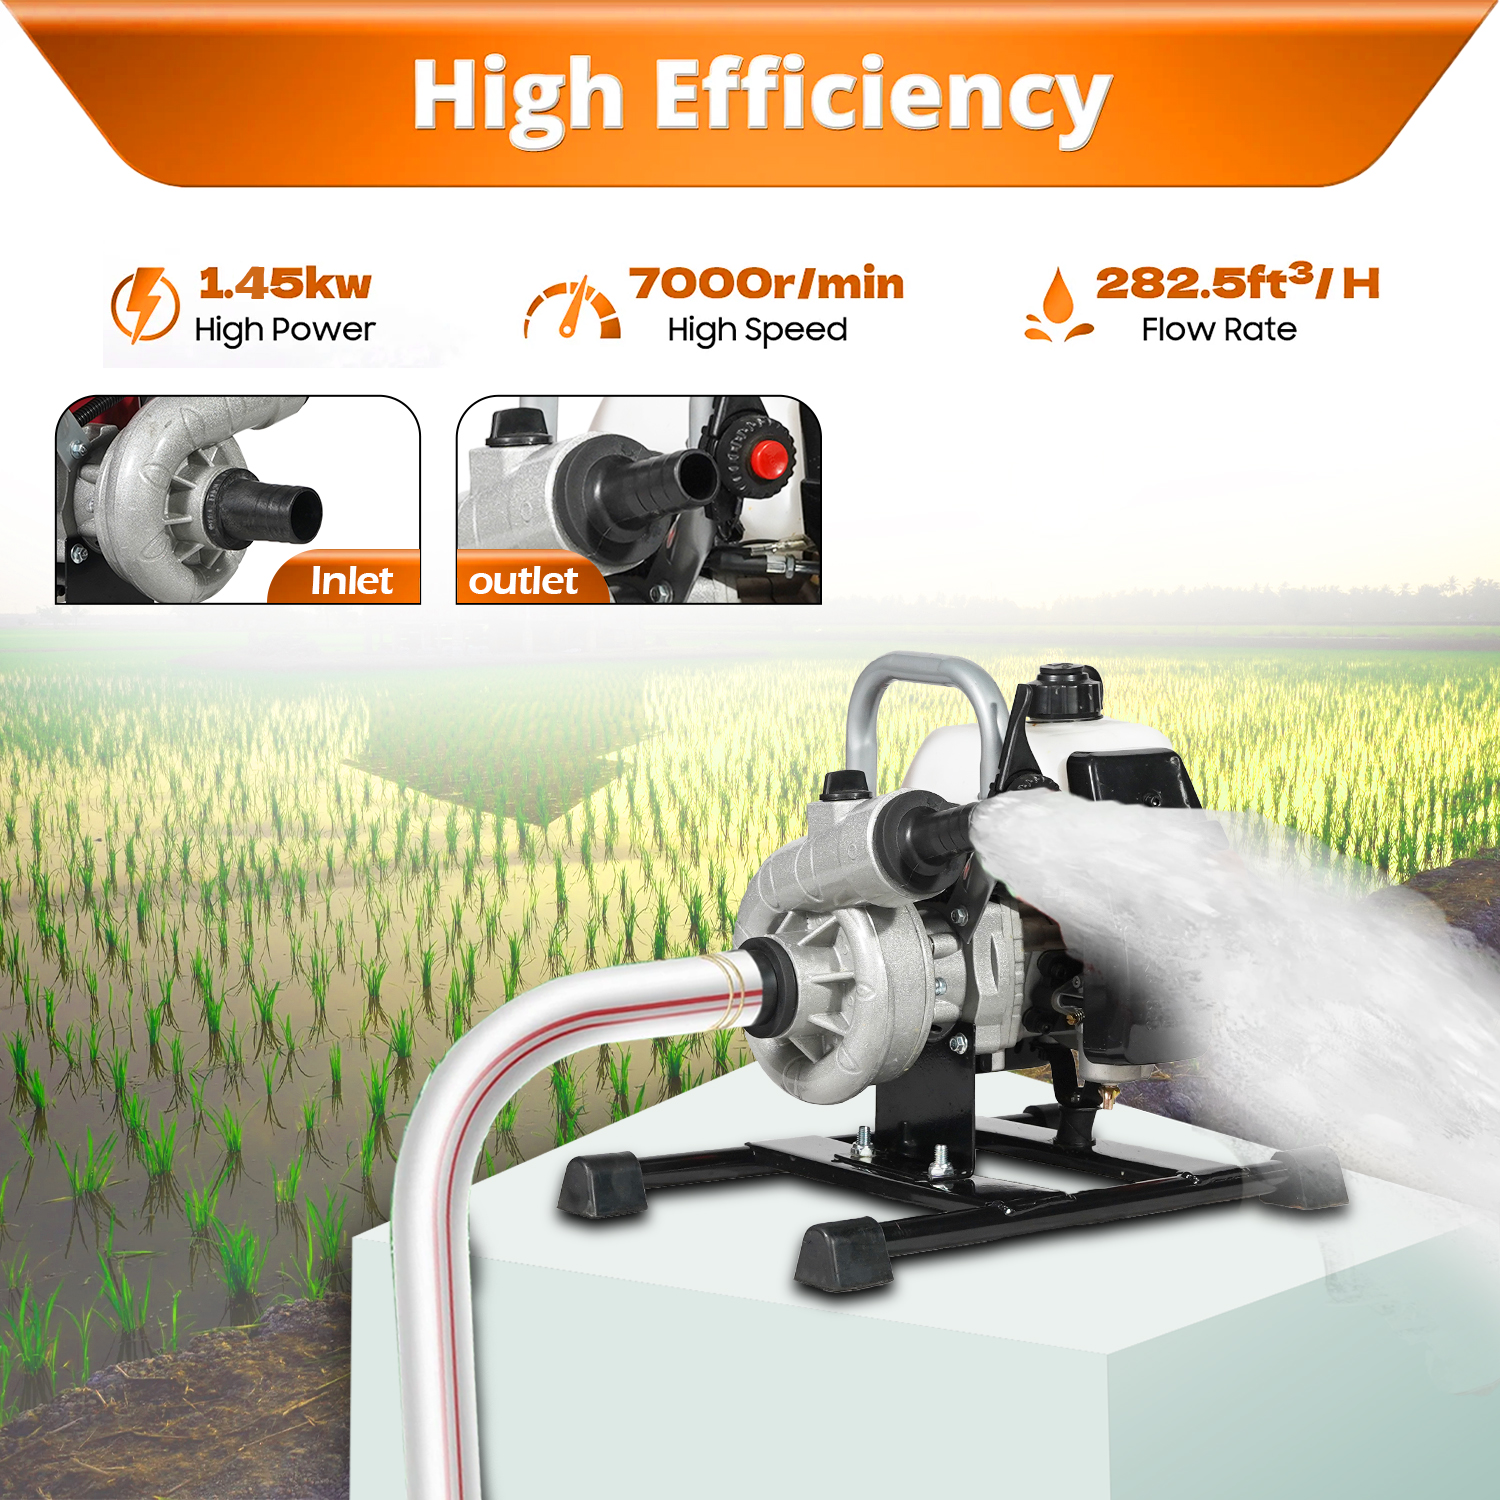 High Efficiency
1.45kw
High Power
7000r/min
High Speed
282.5ft³/H
Flow Rate
Inlet
outlet